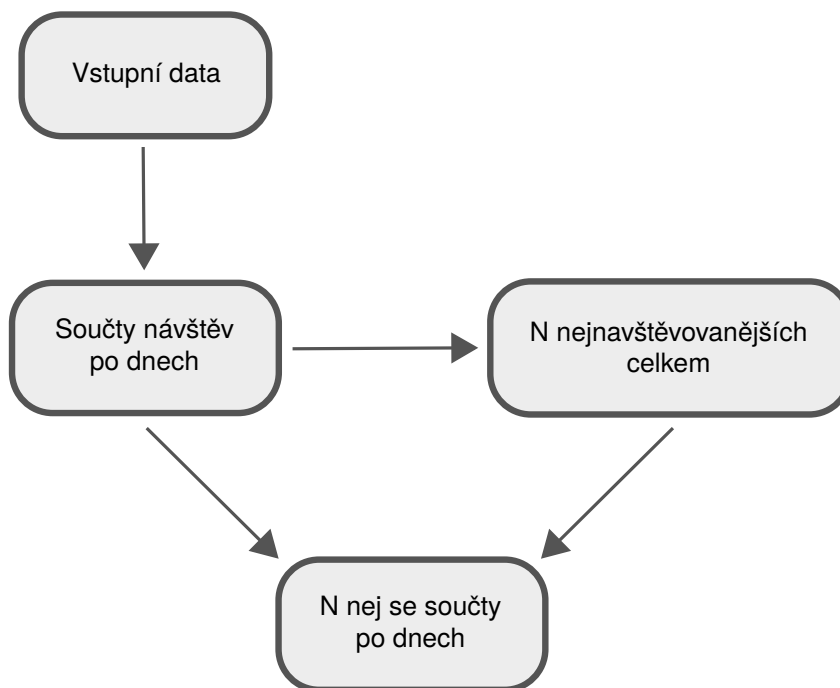 Vstupní data
Součty návštěv
po dnech
N nejnavštěvovanějších
celkem
N nej se součty
po dnech